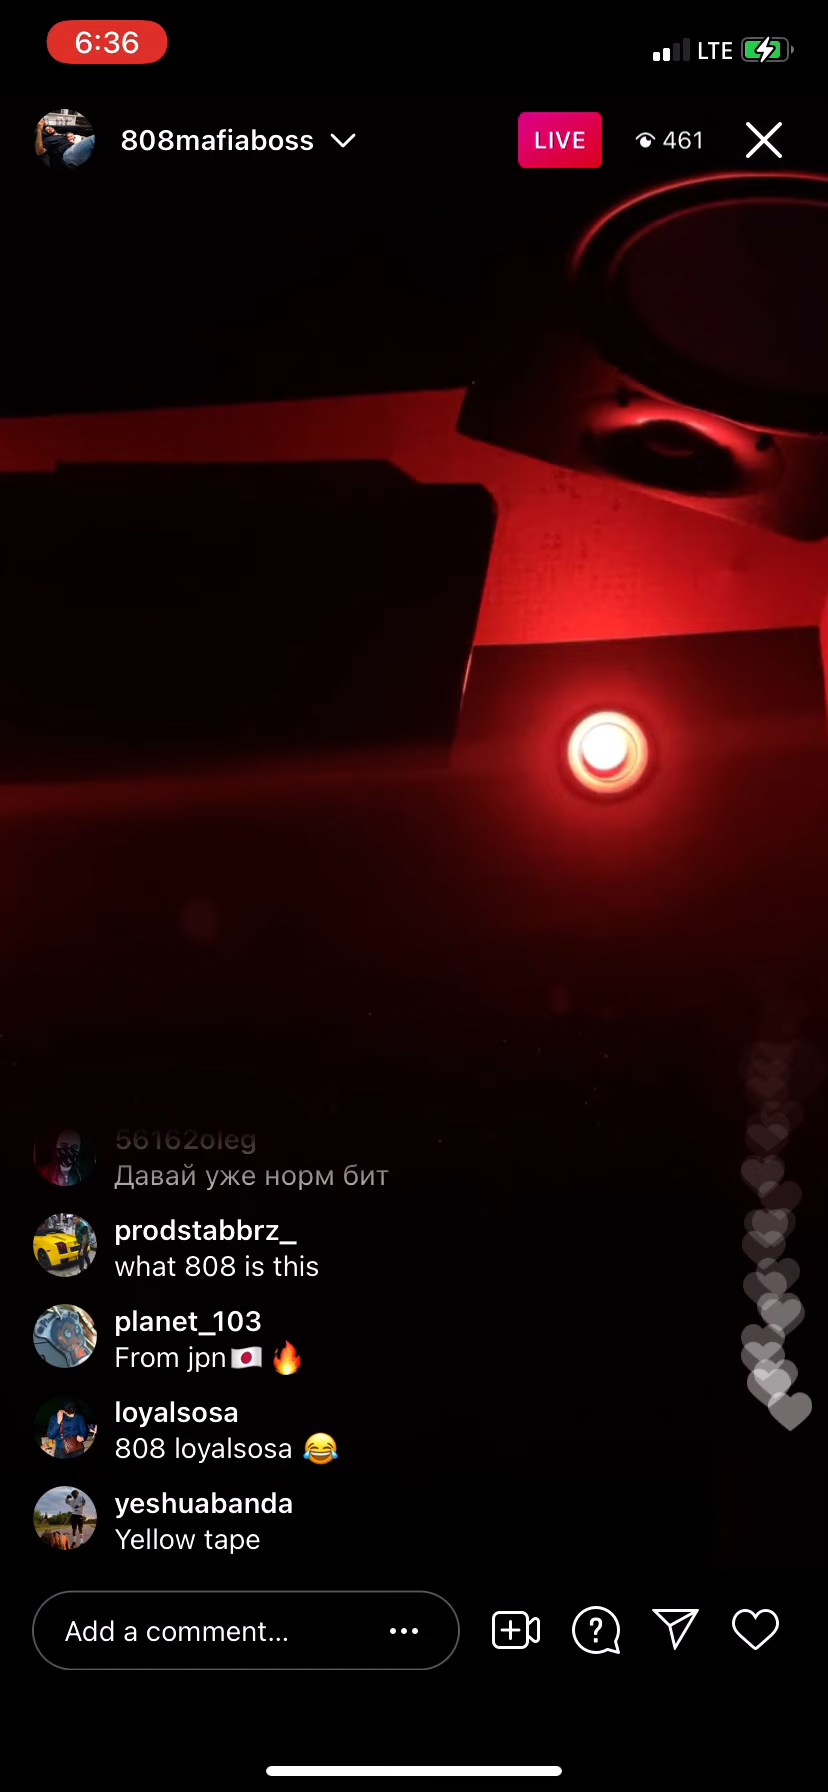 6:36
LTE
808mafiaboss
LIVE
461
56162oleg
Давай уже норм бит
prodstabbrz_
what 808 is this
planet_103
From jpn🇯🇵 🔥
loyalsosa
808 loyalsosa 😂
yeshuabanda
Yellow tape
Add a comment...